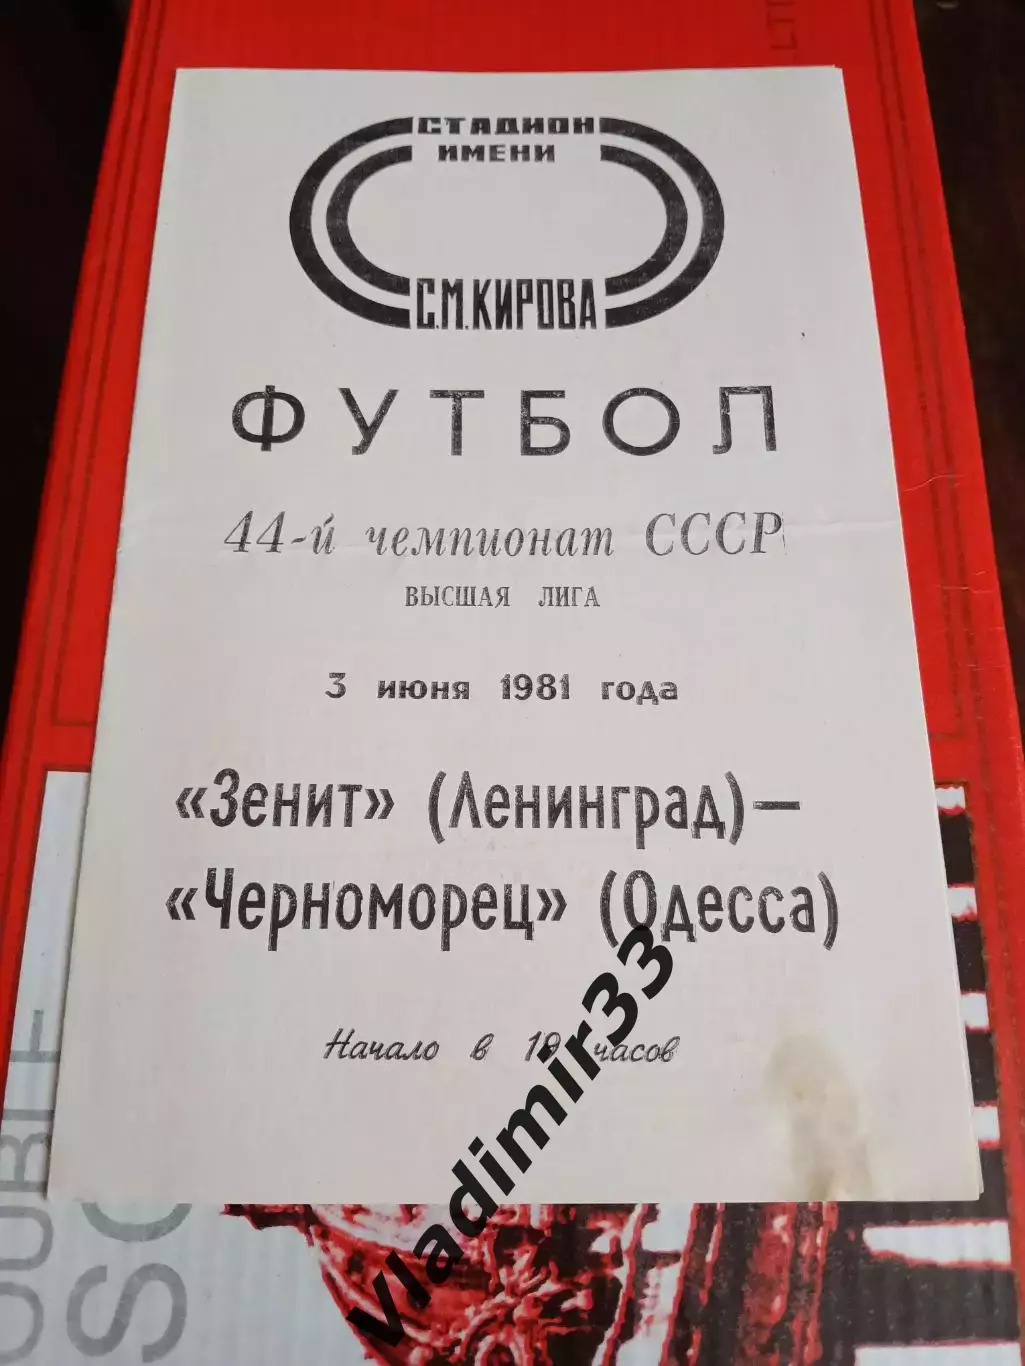 СТАДИОН
ИМЕНИ
С.М.КИРОВА
ФУТБОЛ
44-й чемпионат СССР
ВЫСШАЯ ЛИГА
3 июня 1981 года
«Зенит» (Ленинград)—
«Черноморец» (Одесса)
Начало в 19 часов
Vladimir33